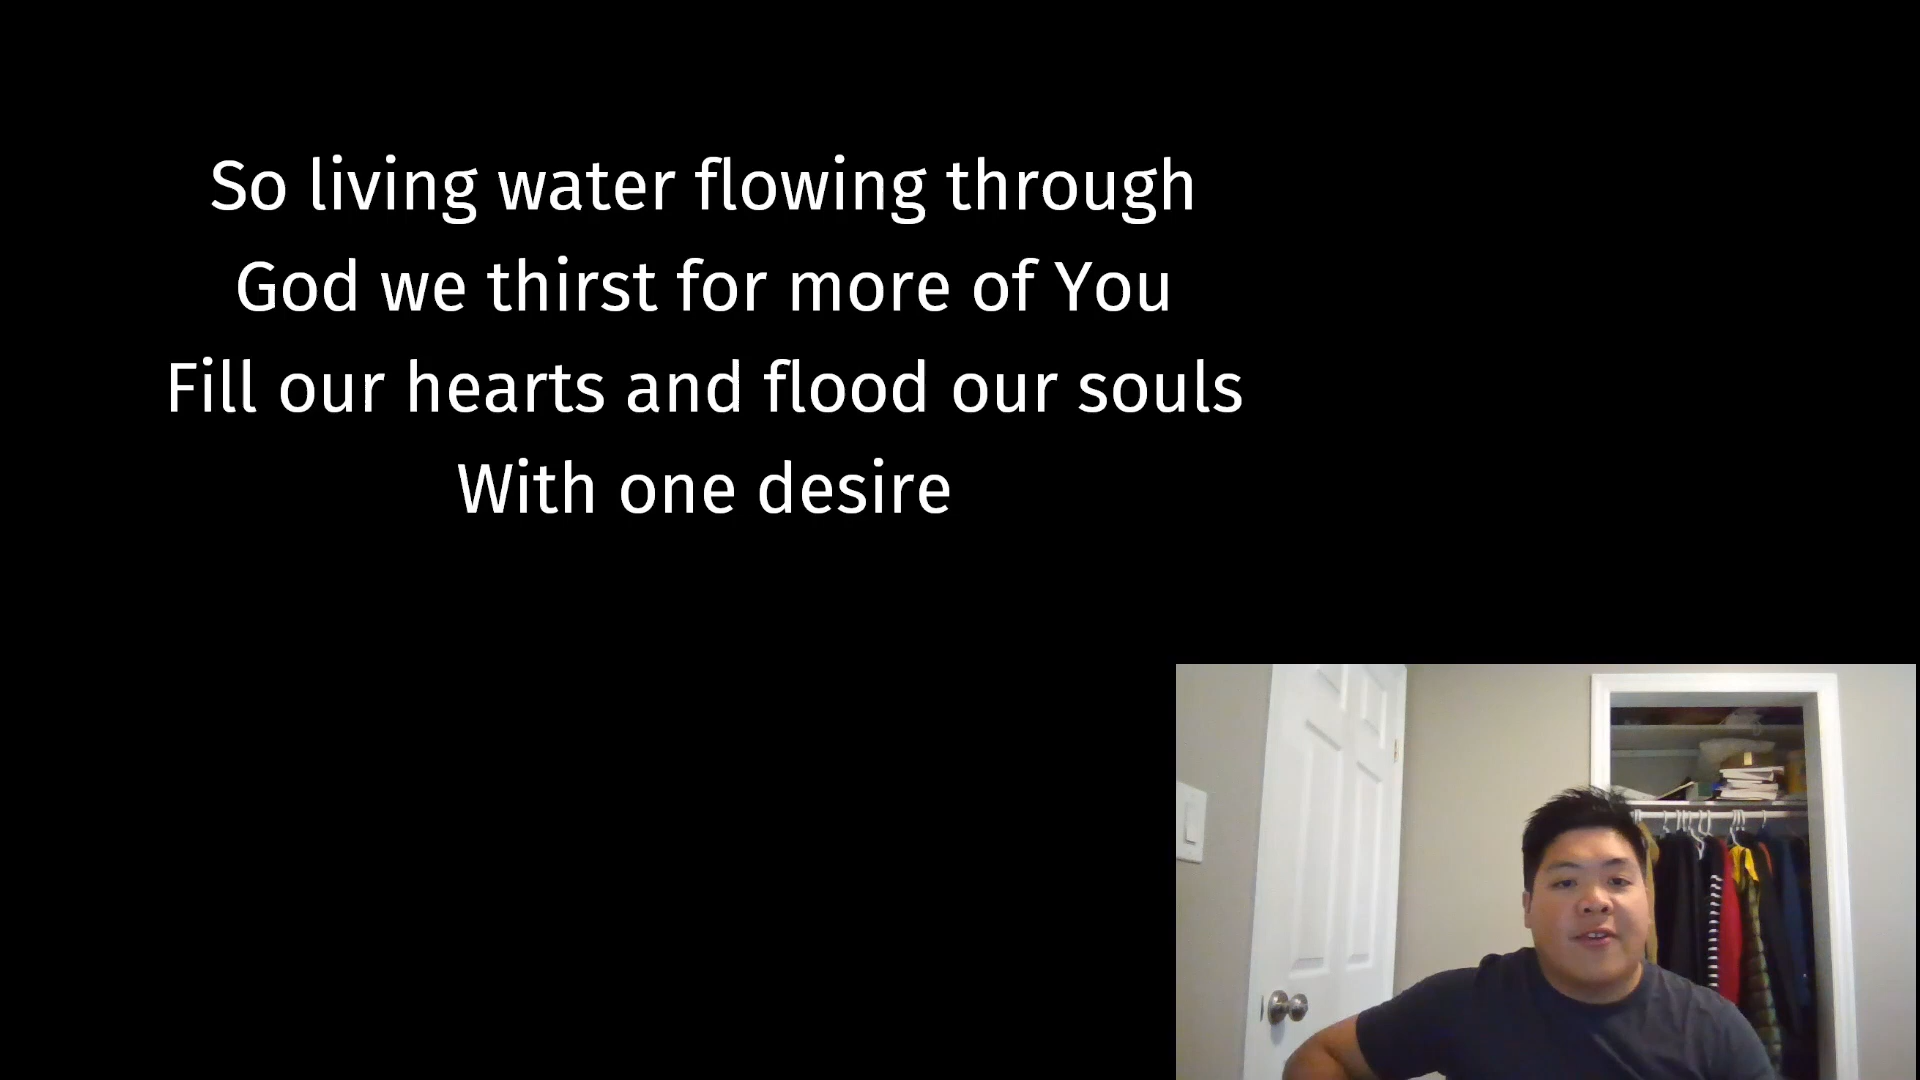 So living water flowing through
God we thirst for more of You
Fill our hearts and flood our souls
With one desire